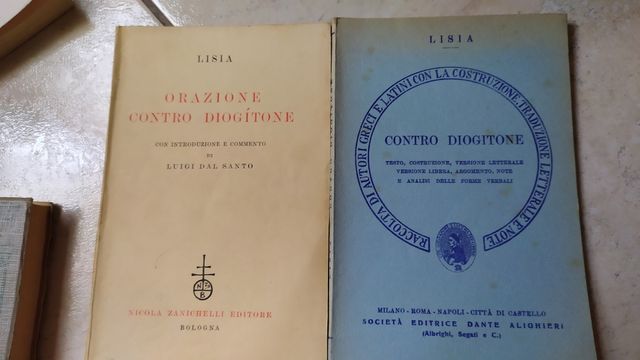 LISIA
ORAZIONE
CONTRO DIOGÍTONE
CON INTRODUZIONE E COMMENTO
DI
LUIGI DAL SANTO
NICOLA ZANICHELLI EDITORE
BOLOGNA
LISIA
RACCOLTA DI AUTORI GRECI E LATINI CON LA COSTRUZIONE, TRADUZIONE LETTERALE E NOTE
CONTRO DIOGITONE
TESTO, COSTRUZIONE, VERSIONE LETTERALE
VERSIONE LIBERA, ARGOMENTO, NOTE
E ANALISI DELLE FORME VERBALI
MILANO - ROMA - NAPOLI - CITTÀ DI CASTELLO
SOCIETÀ EDITRICE DANTE ALIGHIERI
(Albrighi, Segati e C.)